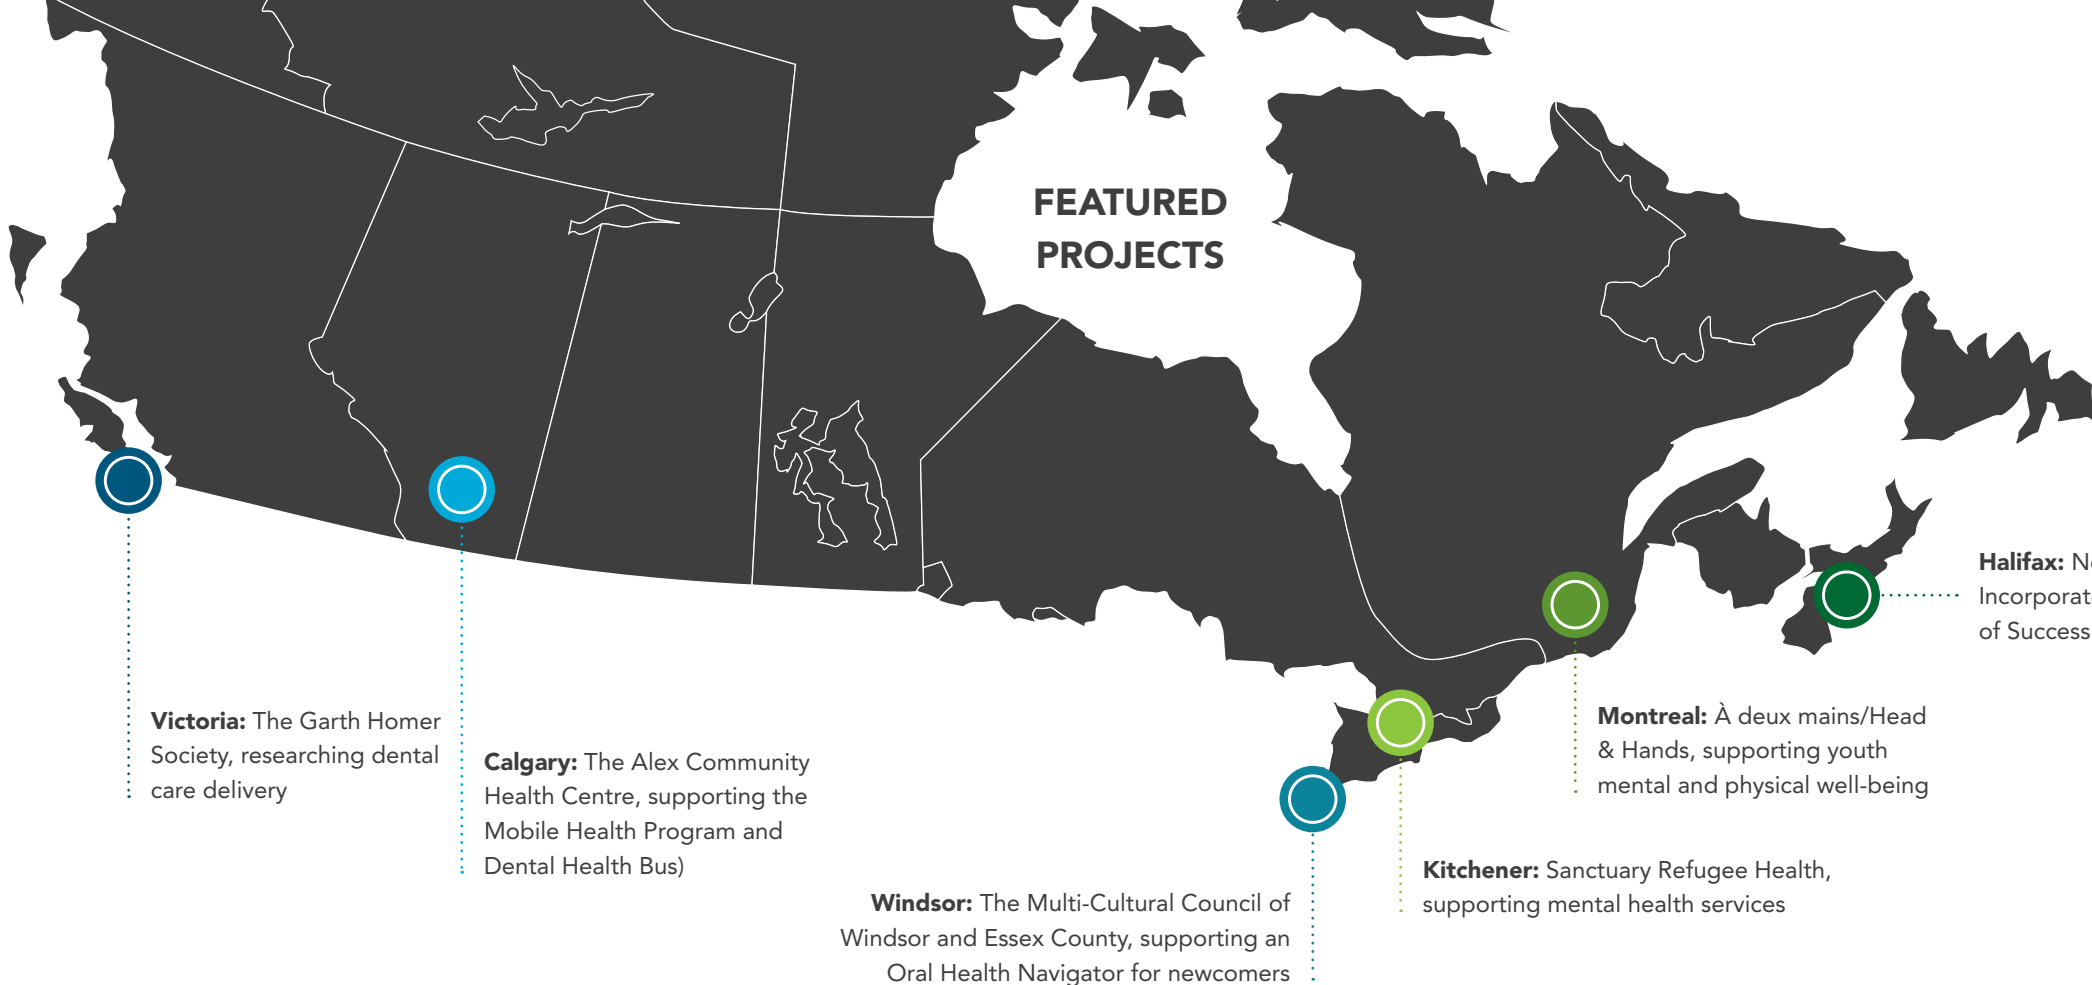 FEATURED
PROJECTS
Victoria: The Garth Homer
Society, researching dental
care delivery
Calgary: The Alex Community
Health Centre, supporting the
Mobile Health Program and
Dental Health Bus)
Windsor: The Multi-Cultural Council of
Windsor and Essex County, supporting an
Oral Health Navigator for newcomers
Kitchener: Sanctuary Refugee Health,
supporting mental health services
Montreal: À deux mains/Head
& Hands, supporting youth
mental and physical well-being
Halifax:
of Success